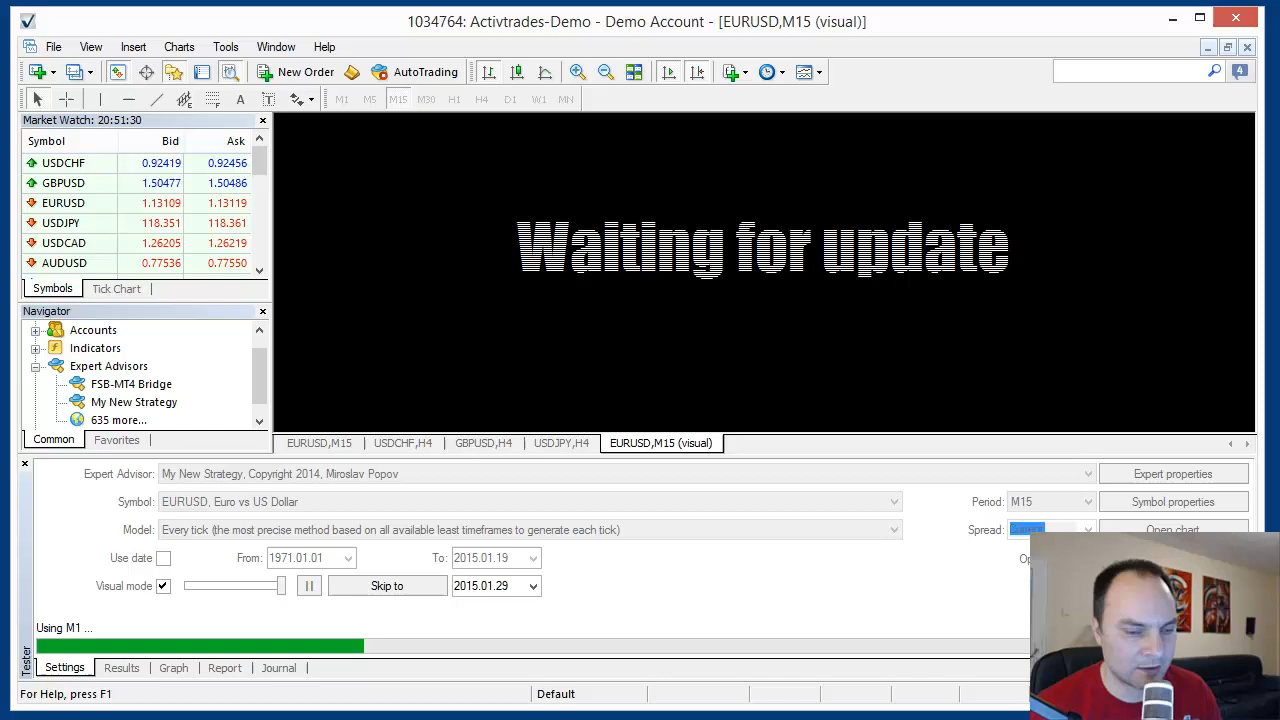 1034764: Activtrades-Demo - Demo Account - [EURUSD,M15 (visual)]
File View Insert Charts Tools Window Help
New Order AutoTrading 4
A T M1 M5 M15 M30 H1 H4 D1 W1 MN
Market Watch: 20:51:30
Symbol Bid Ask
USDCHF 0.92419 0.92456
GBPUSD 1.50477 1.50486
EURUSD 1.13109 1.13119
USDJPY 118.351 118.361
USDCAD 1.26205 1.26219
AUDUSD 0.77536 0.77550
Symbols Tick Chart
Navigator
Accounts
Indicators
Expert Advisors
FSB-MT4 Bridge
My New Strategy
635 more...
Common Favorites
Waiting for update
EURUSD,M15 USDCHF,H4 GBPUSD,H4 USDJPY,H4 EURUSD,M15 (visual)
Expert Advisor: My New Strategy, Copyright 2014, Miroslav Popov Expert properties
Symbol: EURUSD, Euro vs US Dollar Period: M15 Symbol properties
Model: Every tick (the most precise method based on all available least timeframes to generate each tick) Spread: Current Open chart
Use date From: 1971.01.01 To: 2015.01.19
Visual mode Skip to 2015.01.29
Using M1 ...
Tester
Settings Results Graph Report Journal
For Help, press F1 Default